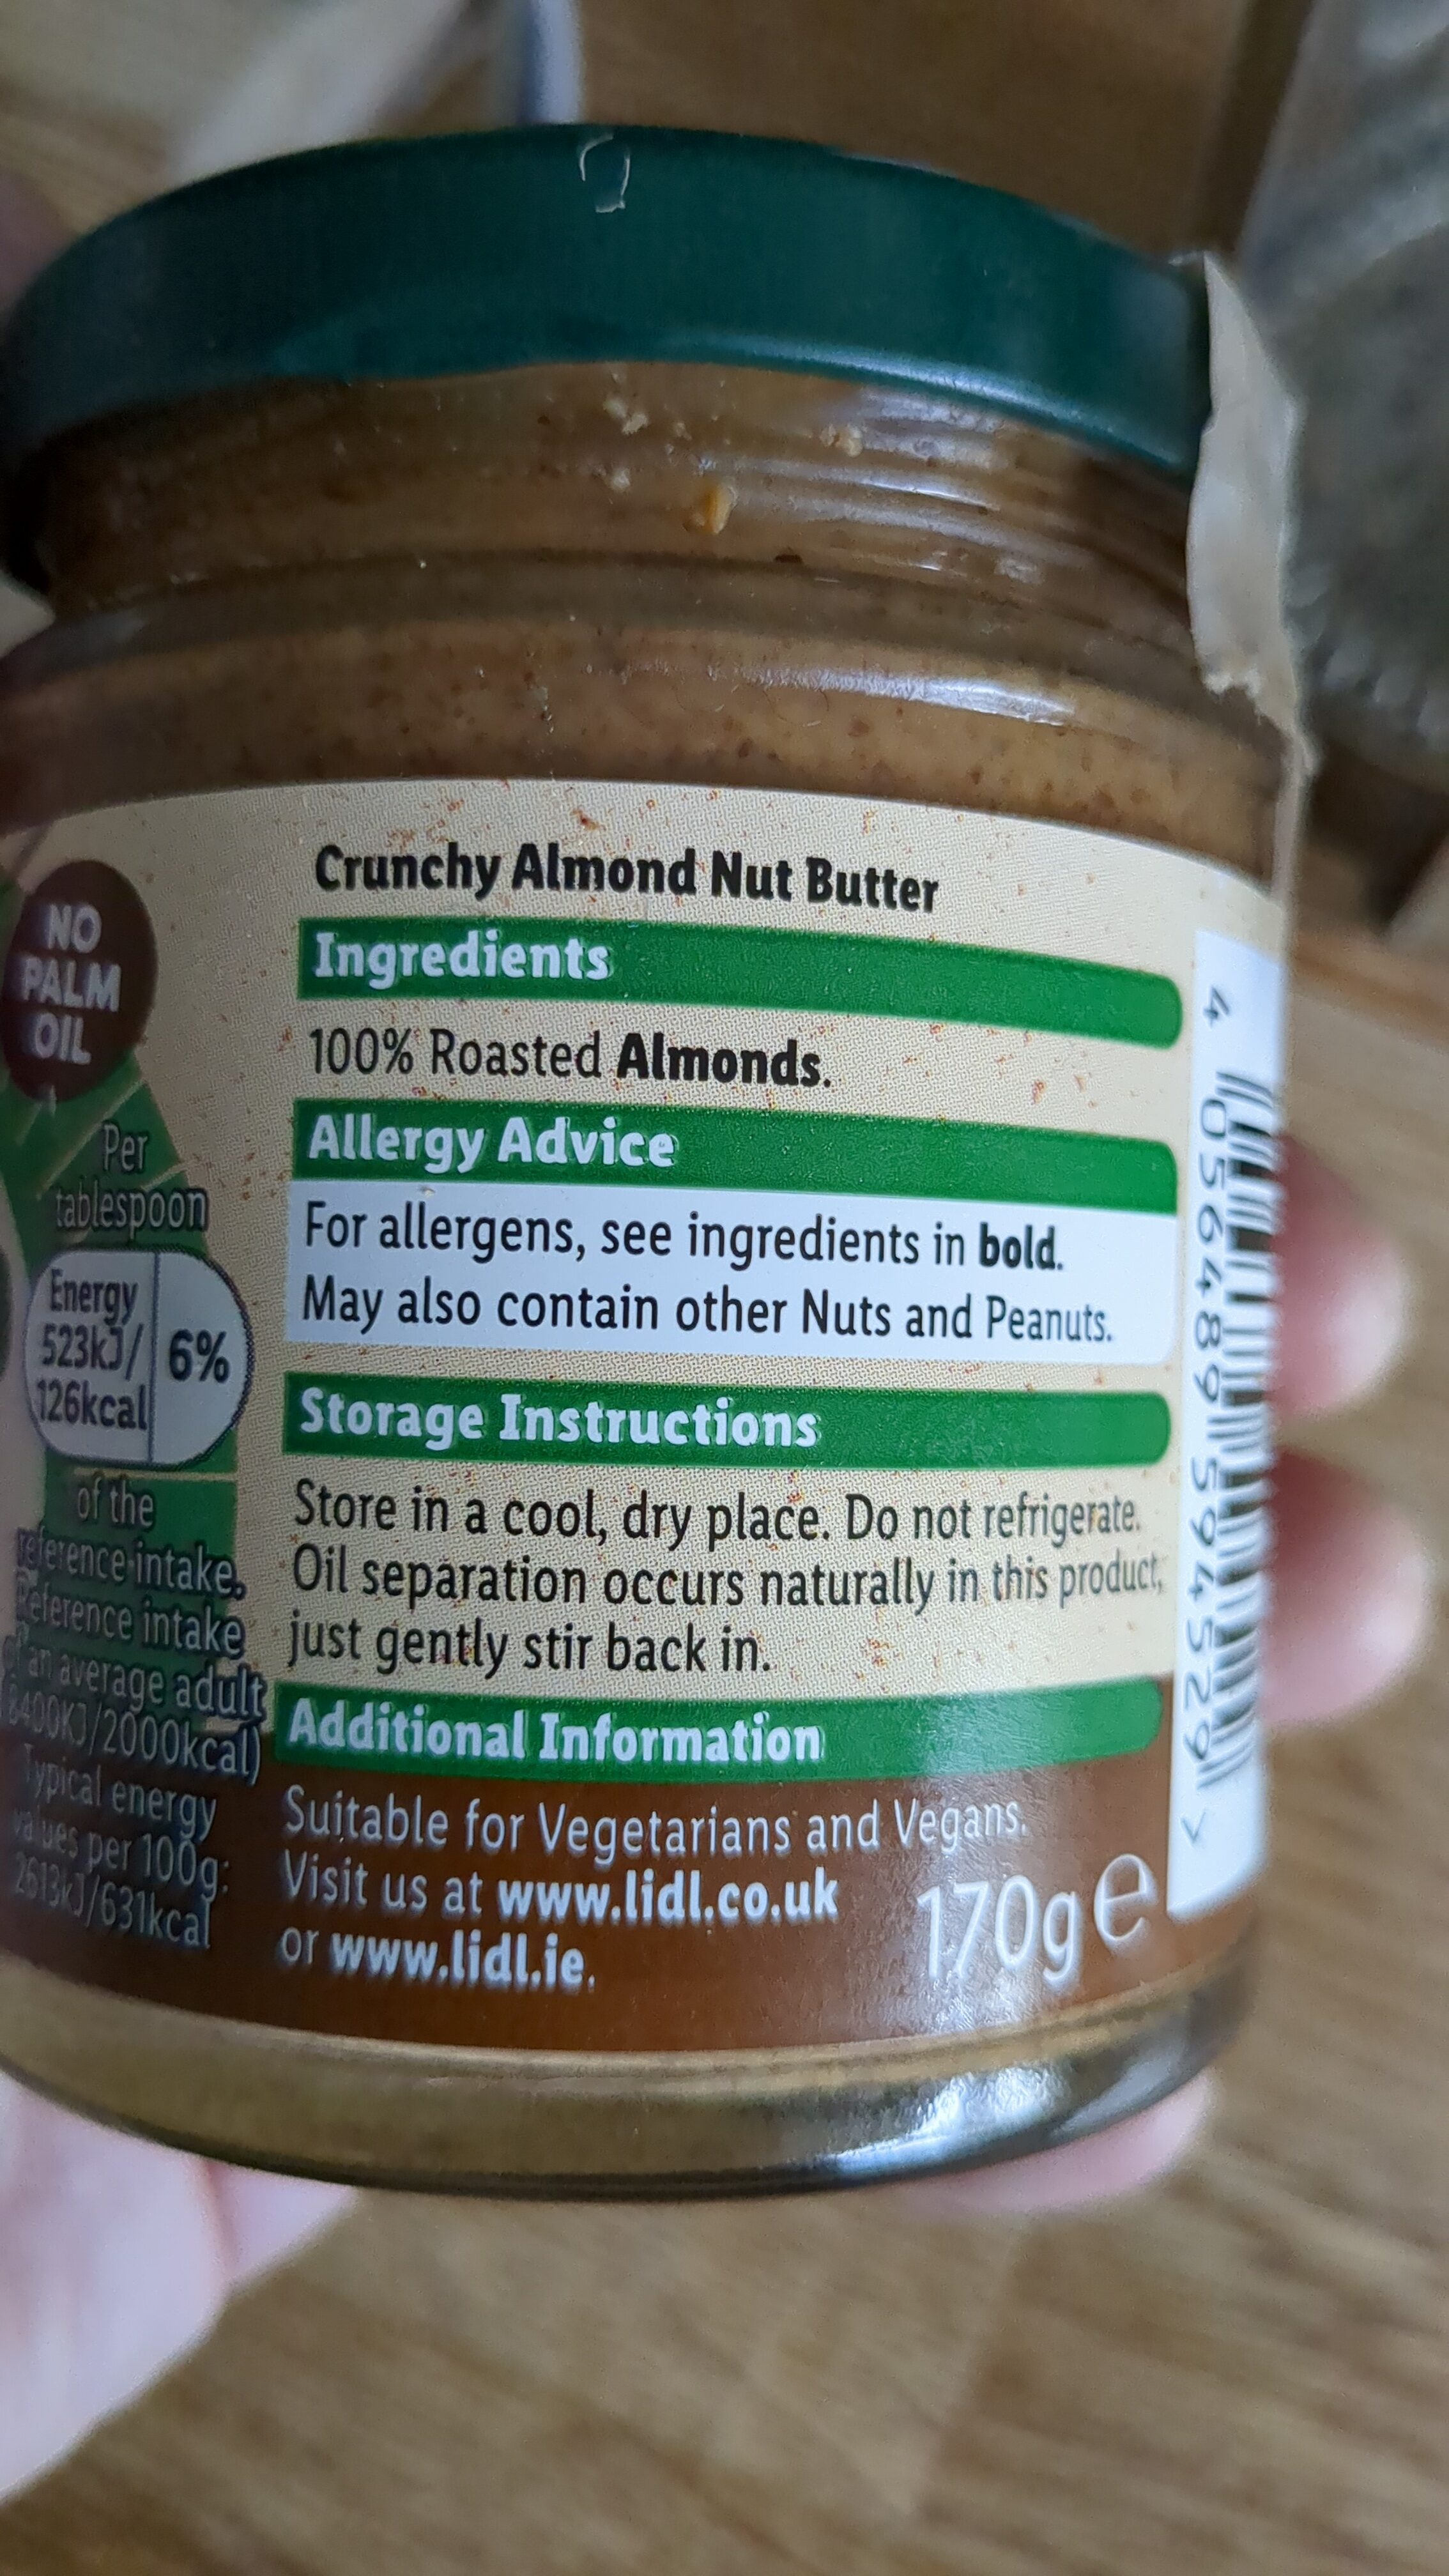 NO
PALM
OIL
Per
tablespoon
Energy
523kJ/
126kcal
6%
of the
reference intake.
Reference intake
an average adult
8400KJ/2000kcal)
Typical energy
values per 100g:
2613kJ/631kcal
Crunchy Almond Nut Butter
Ingredients
100% Roasted Almonds.
Allergy Advice
For allergens, see ingredients in bold.
May also contain other Nuts and Peanuts.
Storage Instructions
Store in a cool, dry place. Do not refrigerate.
Oil separation occurs naturally in this product,
just gently stir back in.
Additional Information
Suitable for Vegetarians and Vegans.
Visit us at www.lidl.co.uk
or www.lidl.ie.
170g e
4 056489 594529 >